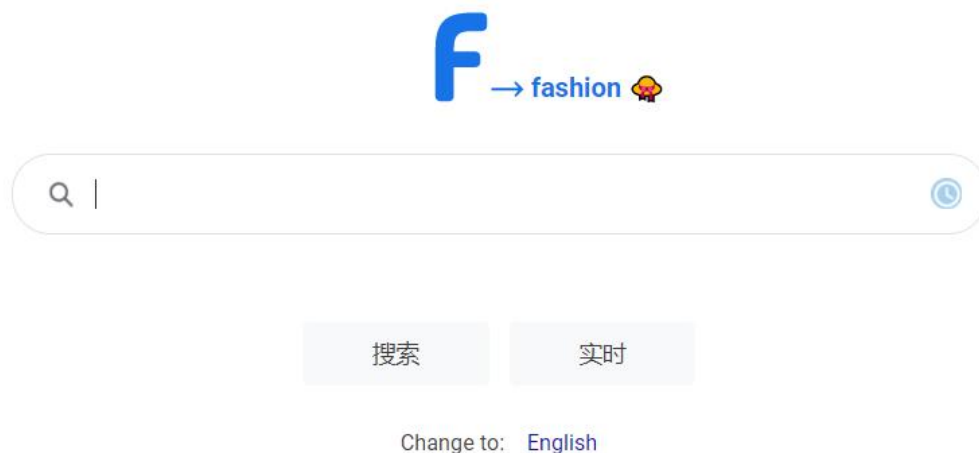 F → fashion
搜索 实时
Change to: English